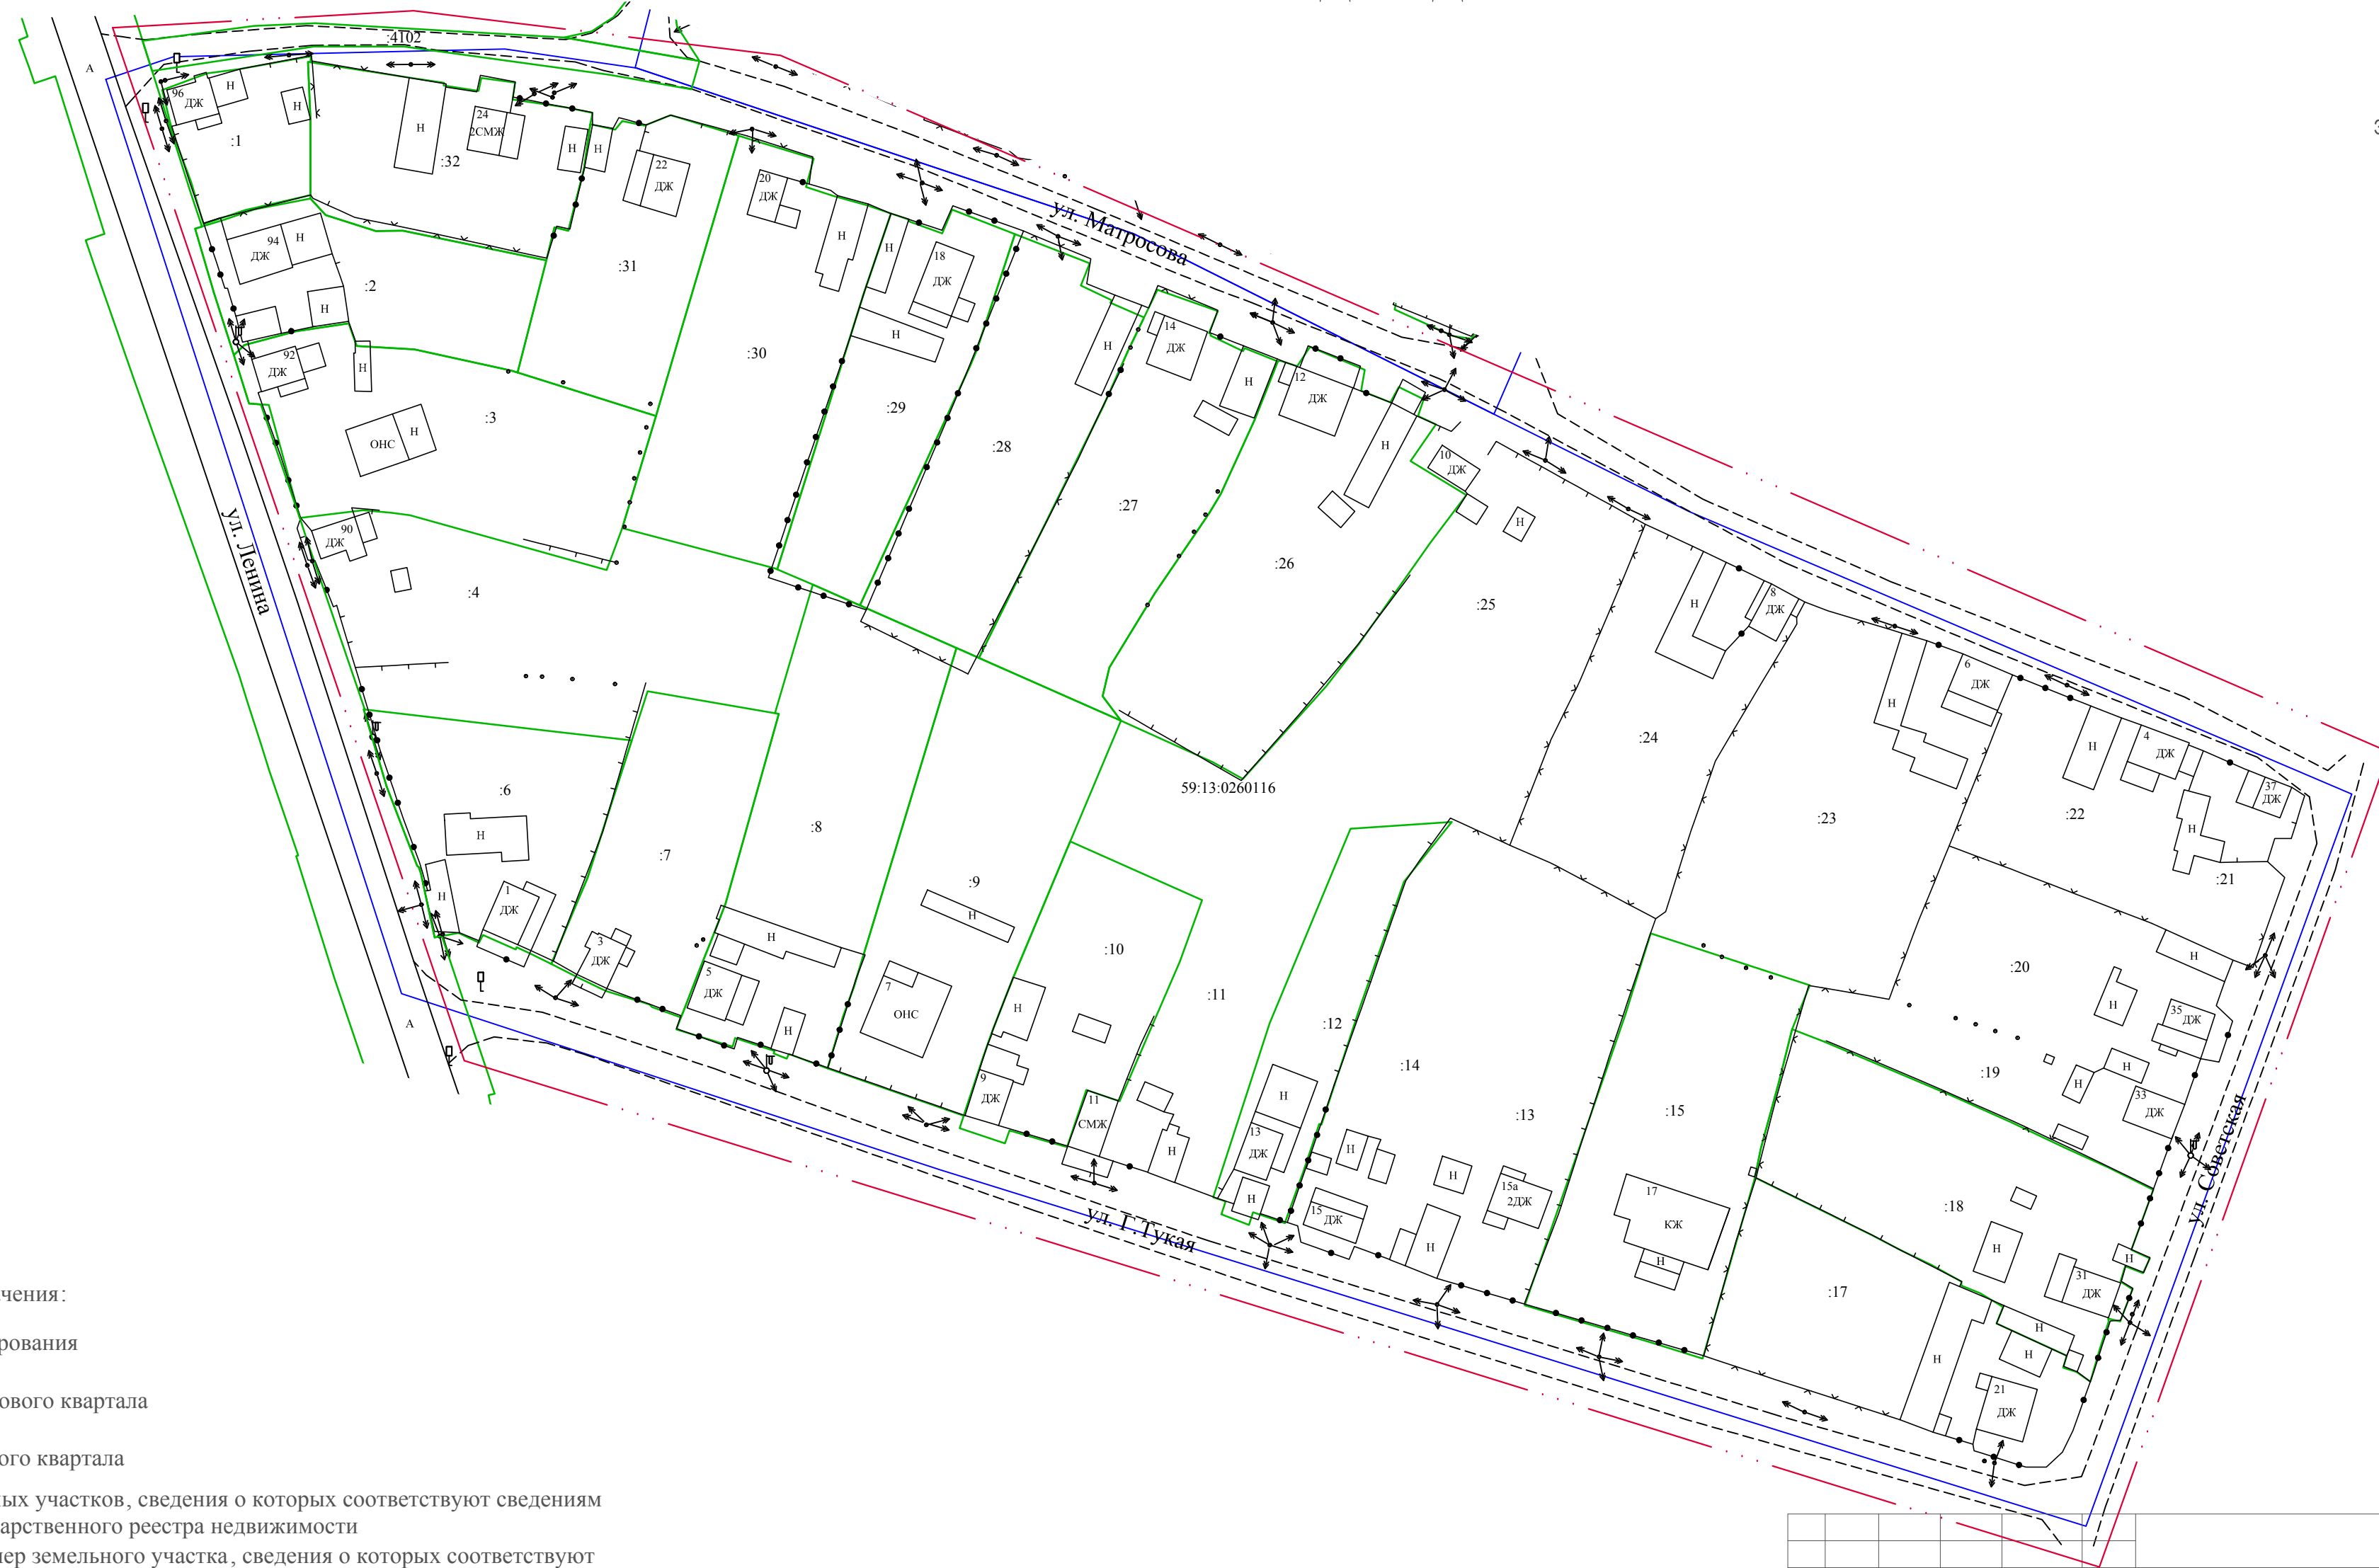 :4102
А
96
ДЖ
Н
Н
:1
Н
24
2СМЖ
:32
Н
Н
22
ДЖ
20
ДЖ
ул. Матросова
94
ДЖ
Н
:2
Н
:31
Н
Н
18
ДЖ
92
ДЖ
Н
:3
:30
Н
:29
:28
Н
14
ДЖ
Н
12
ДЖ
ОНС
Н
:27
Н
10
ДЖ
Н
ул. Ленина
90
ДЖ
:4
:26
:25
Н
8
ДЖ
6
ДЖ
Н
:24
Н
4
ДЖ
37
ДЖ
59:13:0260116
:6
Н
:8
:23
:22
Н
:21
:7
:9
Н
1
ДЖ
Н
Н
3
ДЖ
:10
:20
Н
5
ДЖ
7
ОНС
Н
:11
Н
35
ДЖ
А
Н
:12
:14
:19
Н
Н
9
ДЖ
11
СМЖ
Н
:13
:15
33
ДЖ
13
ДЖ
Н
Н
ул. Советская
15а
2ДЖ
17
КЖ
:18
Н
15
ДЖ
Н
Н
Н
Н
Н
ул. Г.Тукая
31
ДЖ
:17
Н
Н
Н
21
ДЖ
чения:
рования
ового квартала
ого квартала
ых участков, сведения о которых соответствуют сведениям
арственного реестра недвижимости
ер земельного участка, сведения о которых соответствуют